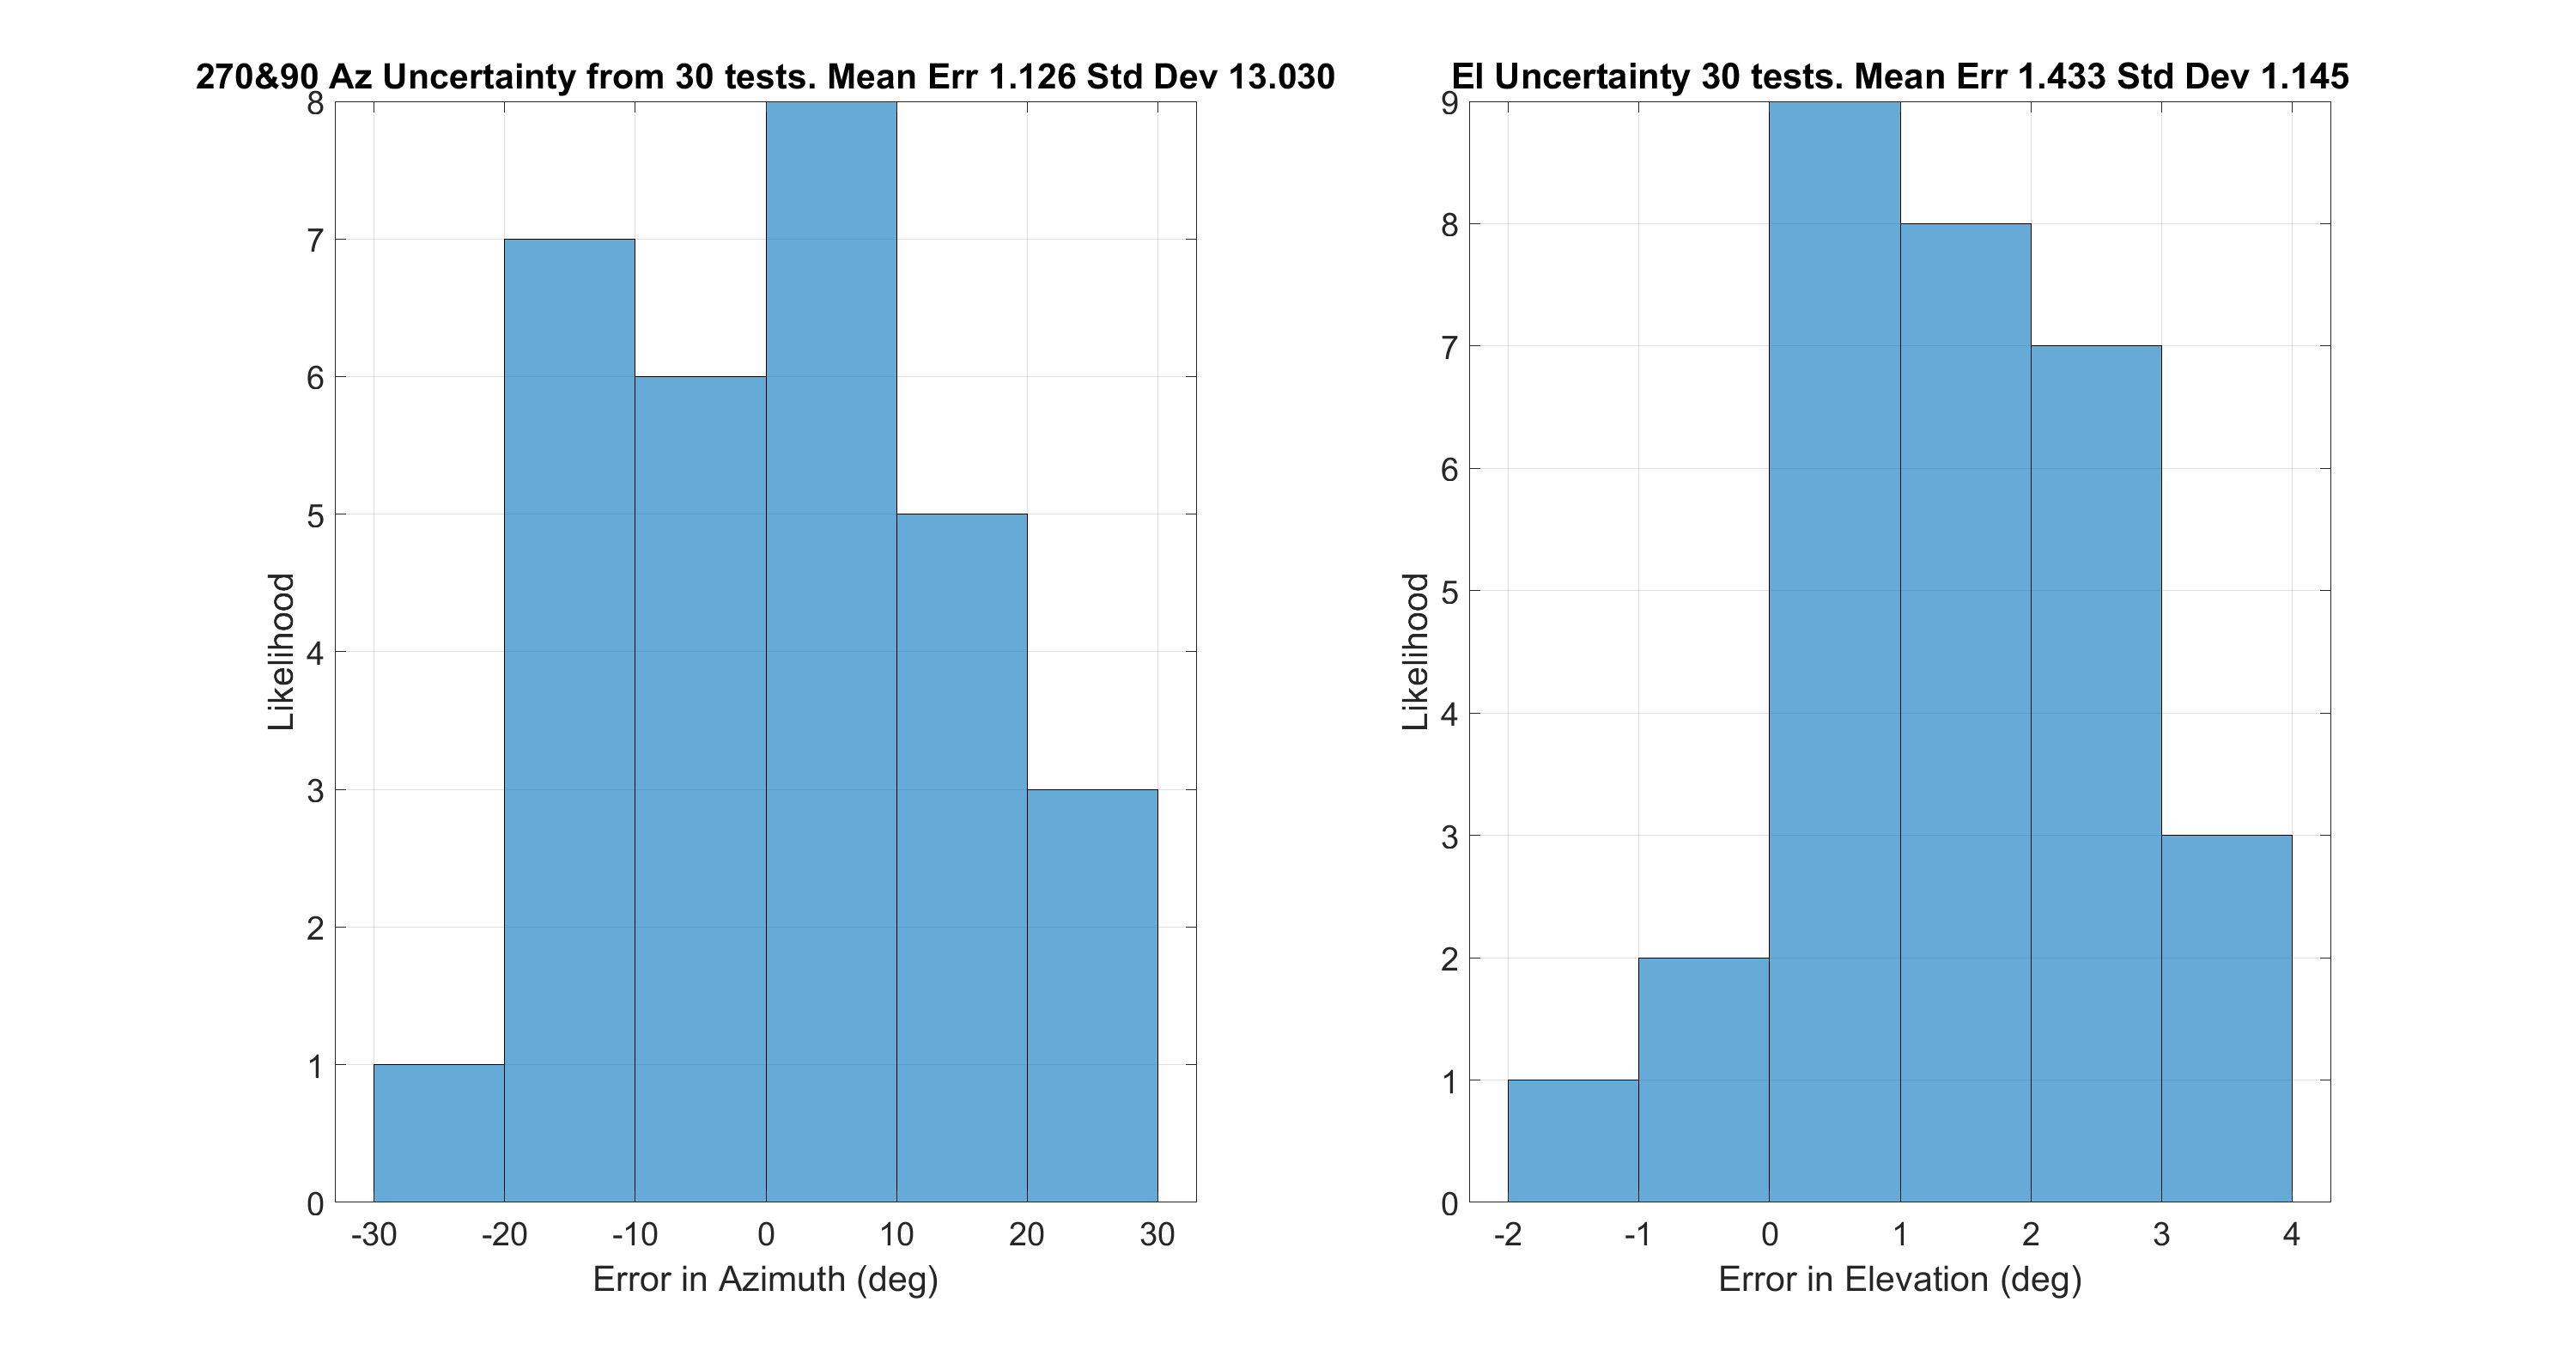 270&90 Az Uncertainty from 30 tests. Mean Err 1.126 Std Dev 13.030
8
7
6
5
4
3
2
1
0
Likelihood
-30 -20 -10 0 10 20 30
Error in Azimuth (deg)
El Uncertainty 30 tests. Mean Err 1.433 Std Dev 1.145
9
8
7
6
5
4
3
2
1
0
Likelihood
-2 -1 0 1 2 3 4
Error in Elevation (deg)